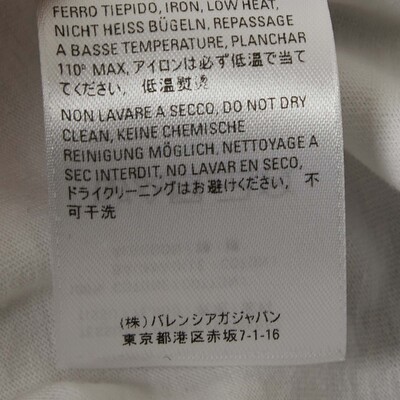 FERRO TIEPIDO, IRON, LOW HEAT,
NICHT HEISS BÜGELN, REPASSAGE
A BASSE TEMPERATURE, PLANCHAR
110° MAX, アイロンは必ず低温で当
てください, 低温熨烫
NON LAVARE A SECCO, DO NOT DRY
CLEAN, KEINE CHEMISCHE
REINIGUNG MÖGLICH, NETTOYAGE A
SEC INTERDIT, NO LAVAR EN SECO,
ドライクリーニングはお避けください, 不
可干洗
(株) バレンシアガジャパン
東京都港区赤坂7-1-16